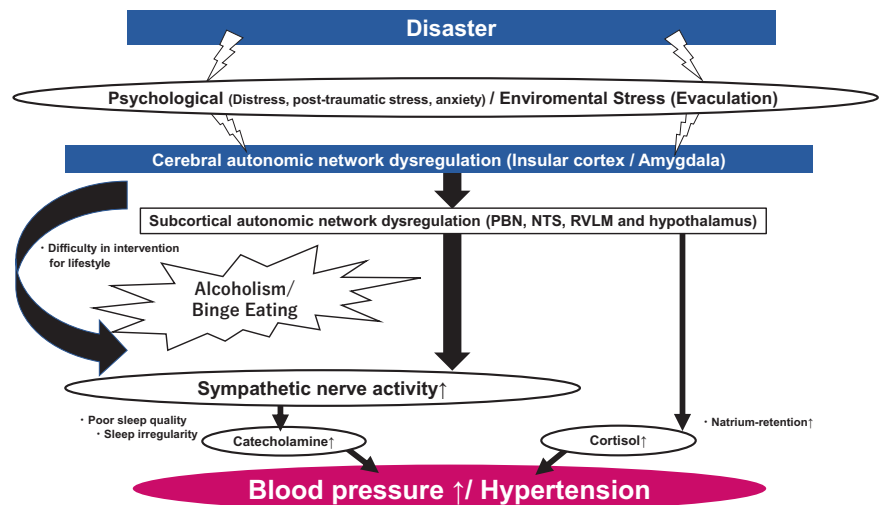 Disaster
Psychological (Distress, post-traumatic stress, anxiety) / Enviromental Stress (Evaculation)
Cerebral autonomic network dysregulation (Insular cortex / Amygdala)
Subcortical autonomic network dysregulation (PBN, NTS, RVLM and hypothalamus)
・Difficulty in intervention
for lifestyle
Alcoholism/
Binge Eating
Sympathetic nerve activity↑
・Poor sleep quality
・Sleep irregularity
Catecholamine↑
Cortisol↑
・Natrium-retention↑
Blood pressure ↑/ Hypertension